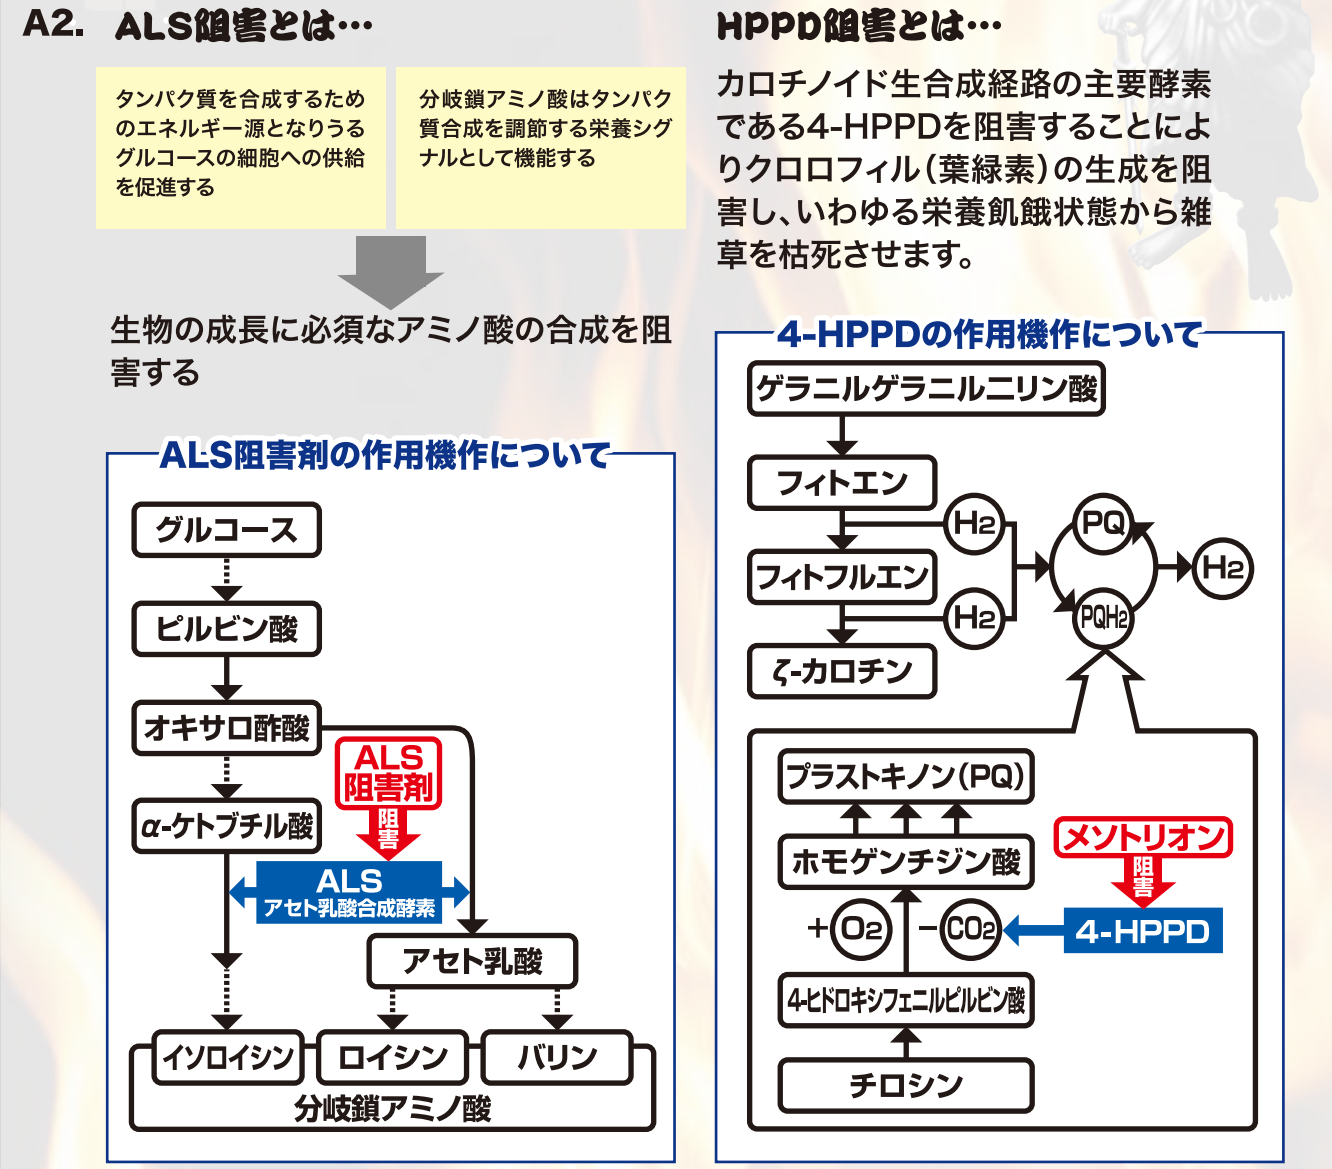 A2. ALS阻害とは…
タンパク質を合成するため
のエネルギー源となりうる
グルコースの細胞への供給
を促進する
分岐鎖アミノ酸はタンパク
質合成を調節する栄養シグ
ナルとして機能する
生物の成長に必須なアミノ酸の合成を阻
害する
ALS阻害剤の作用機作について
グルコース
ピルビン酸
オキサロ酢酸
ALS
阻害剤
阻害
α-ケトブチル酸
ALS
アセト乳酸合成酵素
アセト乳酸
イソロイシン
ロイシン
バリン
分岐鎖アミノ酸
HPPD阻害とは…
カロチノイド生合成経路の主要酵素
である4-HPPDを阻害することによ
りクロロフィル(葉緑素)の生成を阻
害し、いわゆる栄養飢餓状態から雑
草を枯死させます。
4-HPPDの作用機作について
ゲラニルゲラニルニリン酸
フィトエン
H2
PQ
フィトフルエン
H2
H2
PQH2
ζ-カロチン
プラストキノン(PQ)
ホモゲンチジン酸
メソトリオン
阻害
+O2
-CO2
4-HPPD
4-ヒドロキシフェニルピルビン酸
チロシン